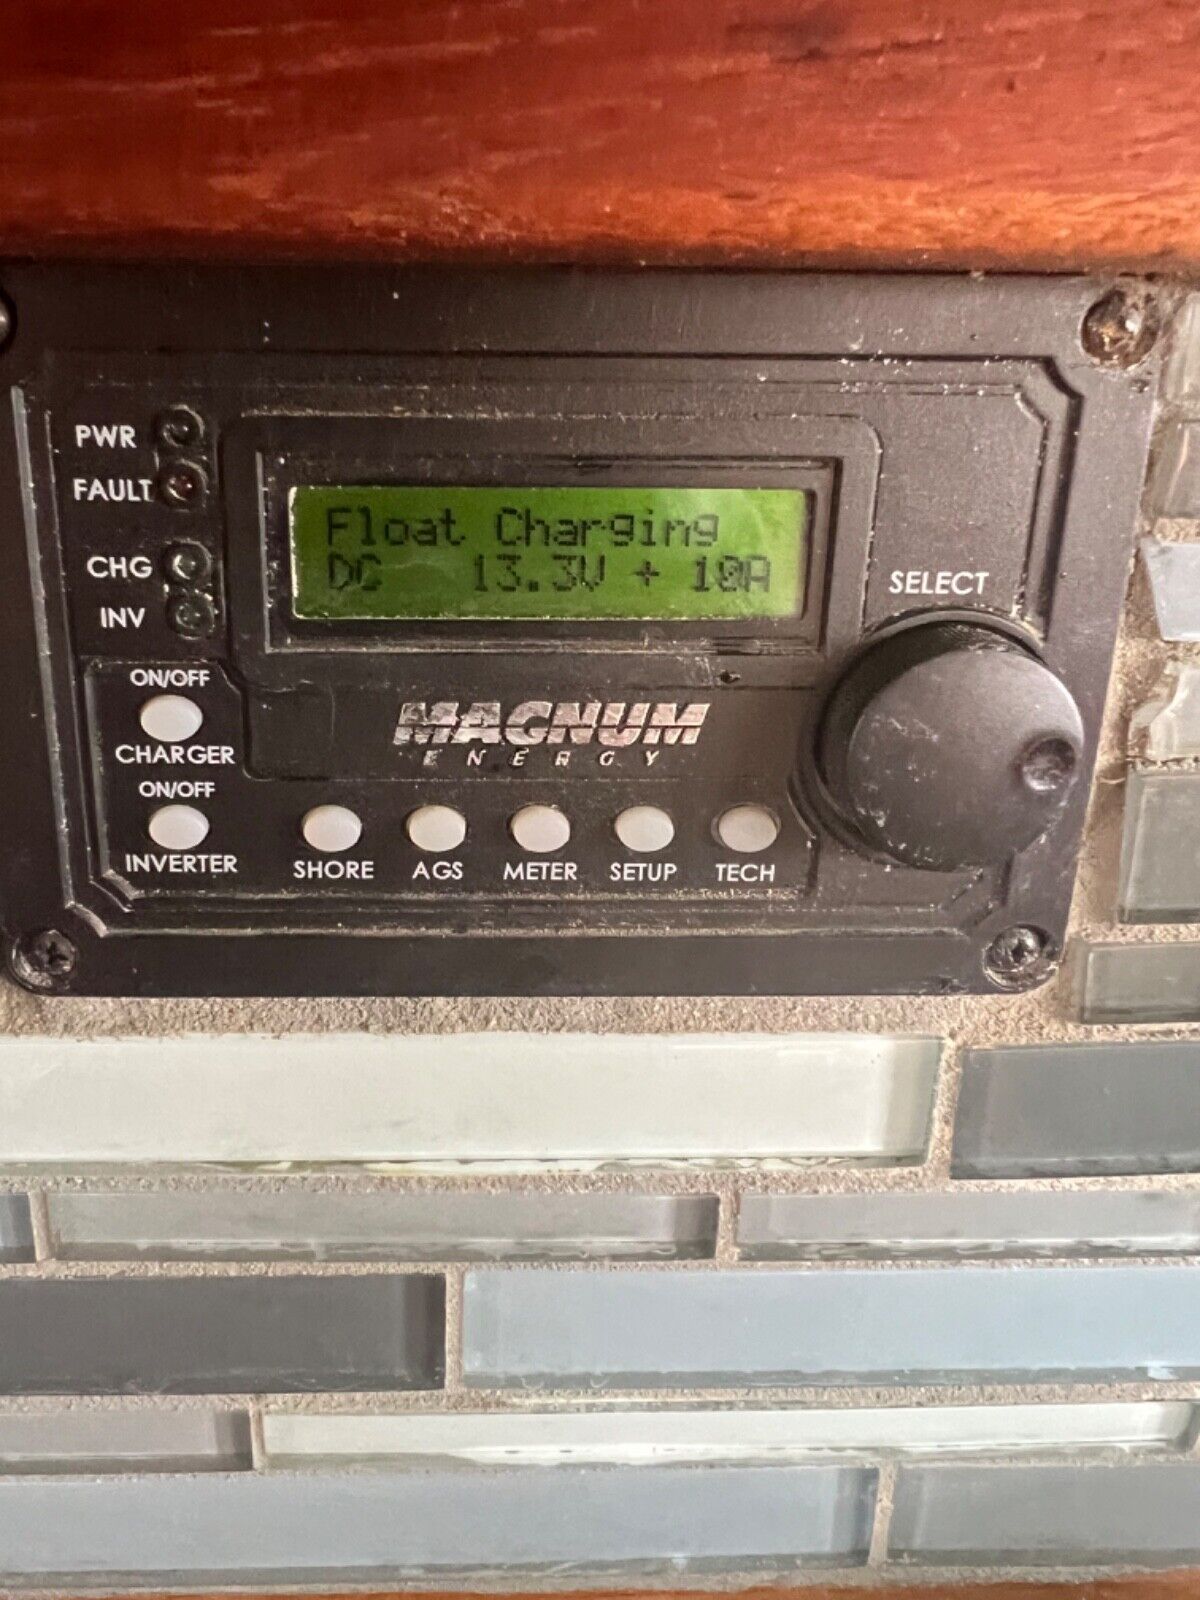 PWR
FAULT
CHG
INV
Float Charging
DC 13.3V + 10A
SELECT
ON/OFF
CHARGER
ON/OFF
INVERTER
MAGNUM
ENERGY
SHORE
AGS
METER
SETUP
TECH